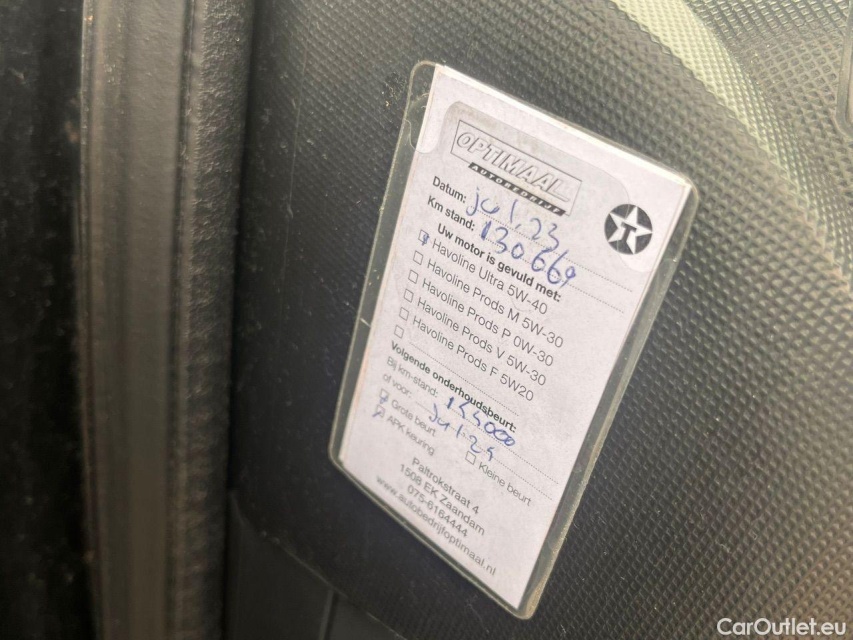 OPTIMAAL
AUTOBEDRIJF
Datum: jul.23
Km stand: 130669
Uw motor is gevuld met:
Havoline Ultra 5W-40
Havoline Prods M 5W-30
Havoline Prods P 0W-30
Havoline Prods V 5W-30
Havoline Prods F 5W20
Volgende onderhoudsbeurt:
Bij km-stand: 155000
of voor: jul.25
Grote beurt
Kleine beurt
APK keuring
Paltrokstraat 4
1508 EK Zaandam
075-6164444
www.autobedrijfoptimaal.nl
CarOutlet.eu